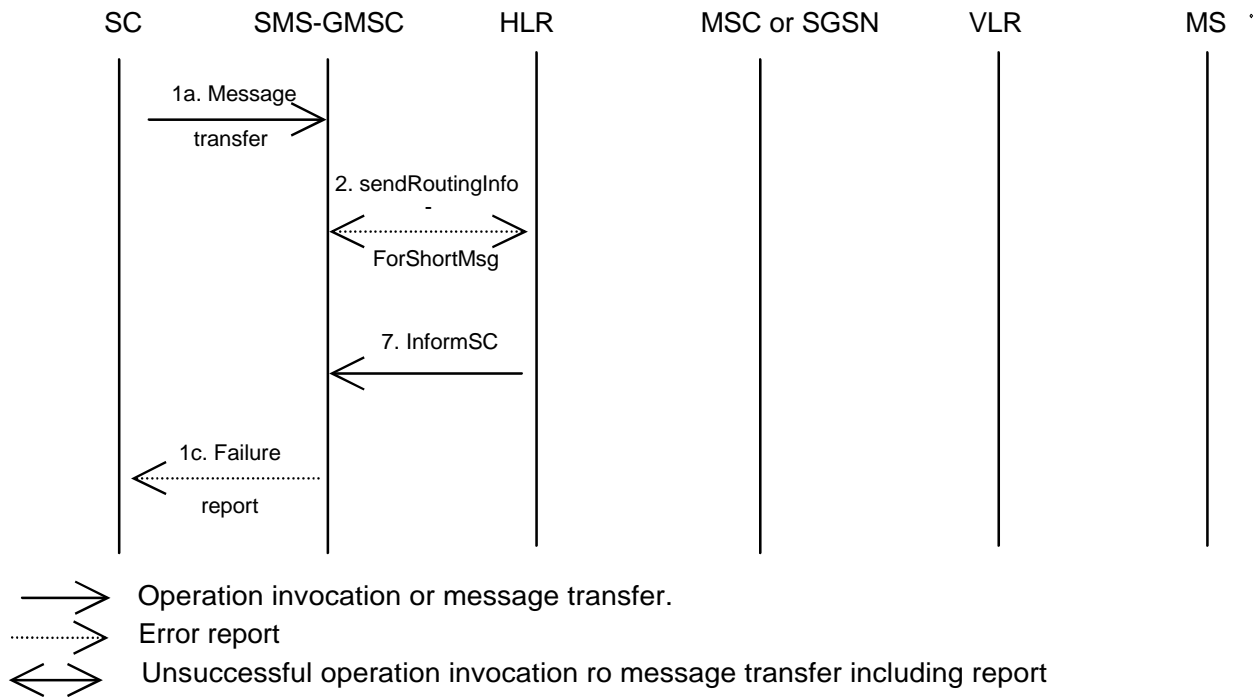 SC SMS-GMSC HLR MSC or SGSN VLR MS
1a. Message
transfer
2. sendRoutingInfo
-
ForShortMsg
7. InformSC
1c. Failure
report
Operation invocation or message transfer.
Error report
Unsuccessful operation invocation ro message transfer including report